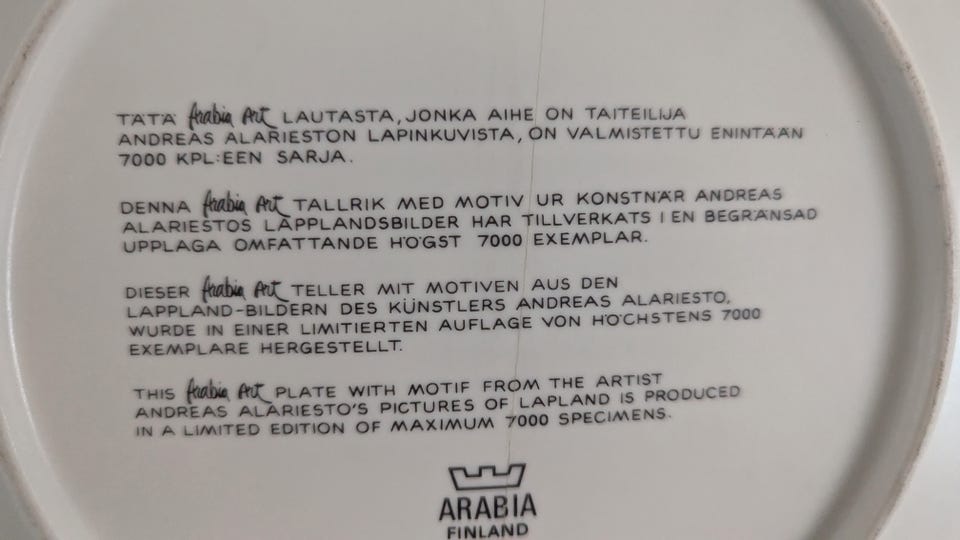 TÄTÄ Arabia Art LAUTASTA, JONKA AIHE ON TAITEILIJA
ANDREAS ALARIESTON LAPINKUVISTA, ON VALMISTETTU ENINTÄÄN
7000 KPL:EEN SARJA.
DENNA Arabia Art TALLRIK MED MOTIV UR KONSTNÄR ANDREAS
ALARIESTOS LAPPLANDSBILDER HAR TILLVERKATS I EN BEGRÄNSAD
UPPLAGA OMFATTANDE HÖGST 7000 EXEMPLAR.
DIESER Arabia Art TELLER MIT MOTIVEN AUS DEN
LAPPLAND-BILDERN DES KÜNSTLERS ANDREAS ALARIESTO,
WURDE IN EINER LIMITIERTEN AUFLAGE VON HÖCHSTENS 7000
EXEMPLARE HERGESTELLT.
THIS Arabia Art PLATE WITH MOTIF FROM THE ARTIST
ANDREAS ALARIESTO'S PICTURES OF LAPLAND IS PRODUCED
IN A LIMITED EDITION OF MAXIMUM 7000 SPECIMENS.
ARABIA
FINLAND